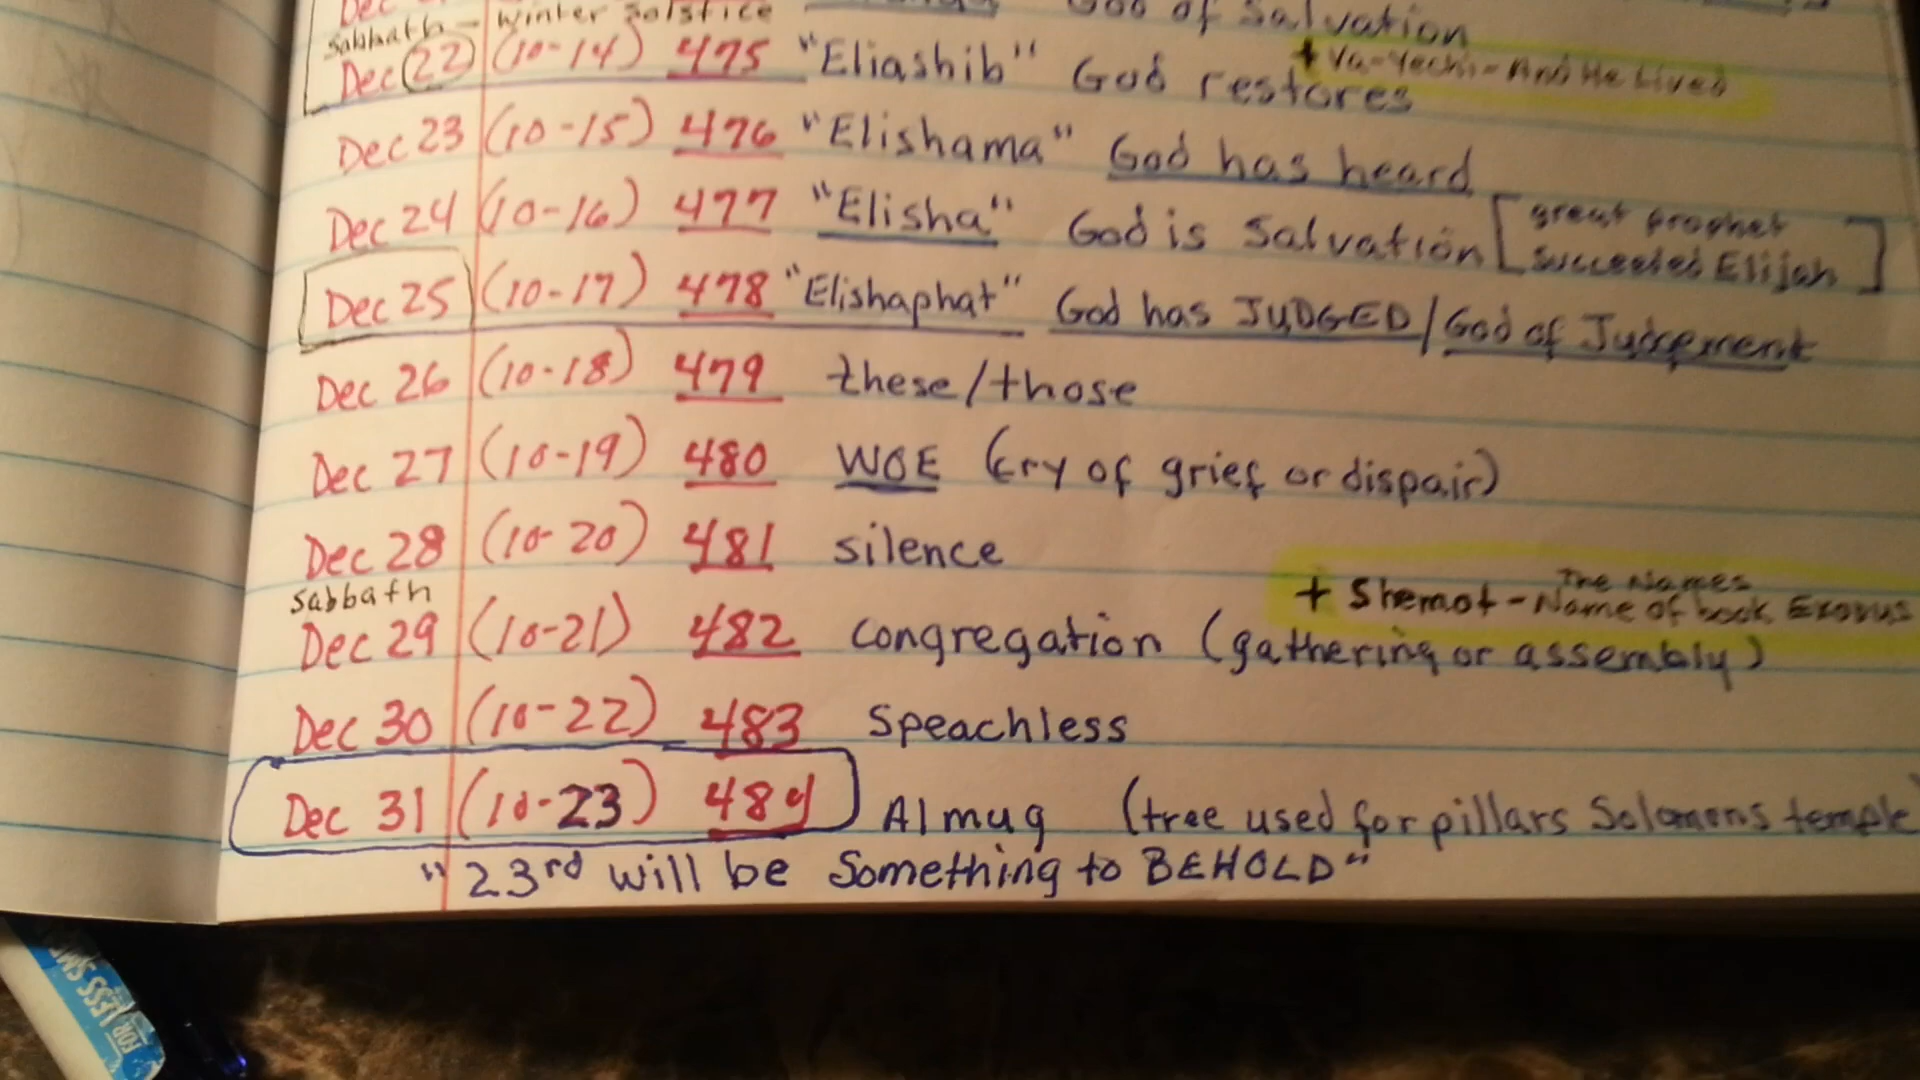 Dec
God of Salvation
Sabbath - Winter Solstice
+ Va-Yechi - And He Lived
Dec 22 (10-14) 475 "Eliashib" God restores
Dec 23 (10-15) 476 "Elishama" God has heard
Dec 24 (10-16) 477 "Elisha" God is Salvation [great prophet
succeeded Elijah]
Dec 25 (10-17) 478 "Elishaphat" God has JUDGED/God of Judgement
Dec 26 (10-18) 479 these/those
Dec 27 (10-19) 480 WOE (cry of grief or dispair)
Dec 28 (10-20) 481 silence
Sabbath
+ Shemot - The Names
Name of book Exodus
Dec 29 (10-21) 482 congregation (gathering or assembly)
Dec 30 (10-22) 483 Speachless
Dec 31 (10-23) 484 Almug (tree used for pillars Solomons temple)
"23rd will be Something to BEHOLD"
FOR LESS